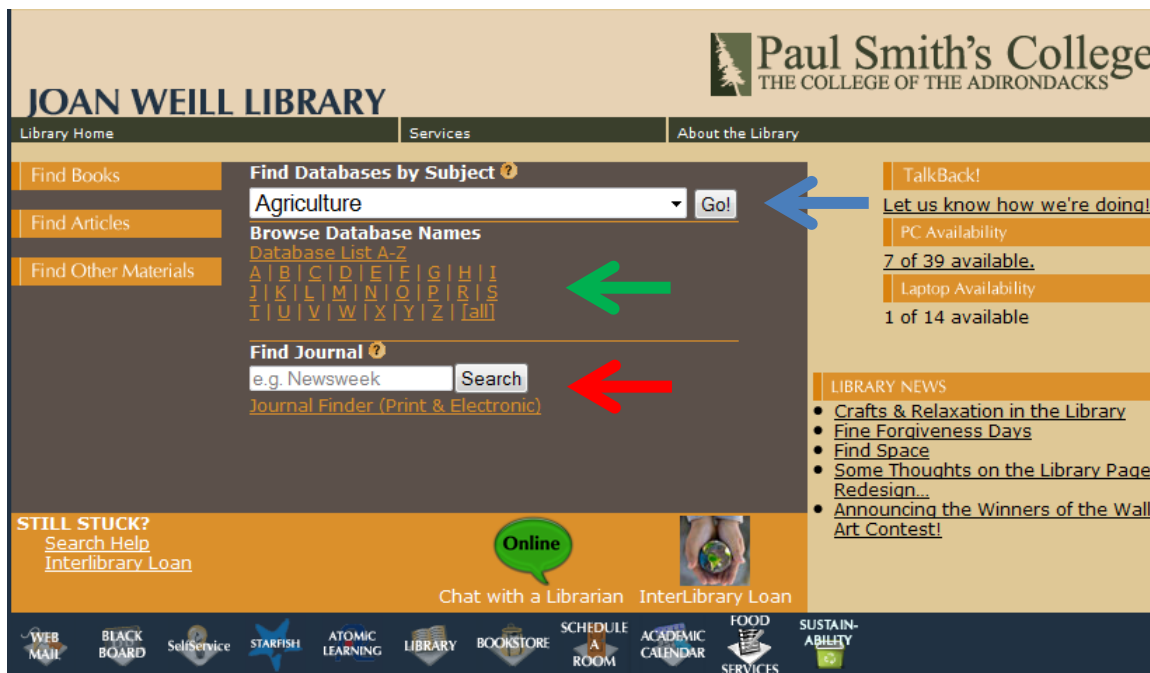 Paul Smith's College
THE COLLEGE OF THE ADIRONDACKS
JOAN WEILL LIBRARY
Library Home
Services
About the Library
Find Books
Find Articles
Find Other Materials
Find Databases by Subject ?
Agriculture
Go!
Browse Database Names
Database List A-Z
A | B | C | D | E | F | G | H | I
J | K | L | M | N | O | P | R | S
T | U | V | W | X | Y | Z | [all]
Find Journal ?
e.g. Newsweek
Search
Journal Finder (Print & Electronic)
TalkBack!
Let us know how we're doing!
PC Availability
7 of 39 available.
Laptop Availability
1 of 14 available
LIBRARY NEWS
Crafts & Relaxation in the Library
Fine Forgiveness Days
Find Space
Some Thoughts on the Library Page
Redesign...
Announcing the Winners of the Wall
Art Contest!
STILL STUCK?
Search Help
Interlibrary Loan
Online
Chat with a Librarian
InterLibrary Loan
WEB
MAIL
BLACK
BOARD
SelfService
STARFISH
ATOMIC
LEARNING
LIBRARY
BOOKSTORE
SCHEDULE
A
ROOM
ACADEMIC
CALENDAR
FOOD
SERVICES
SUSTAIN-
ABILITY